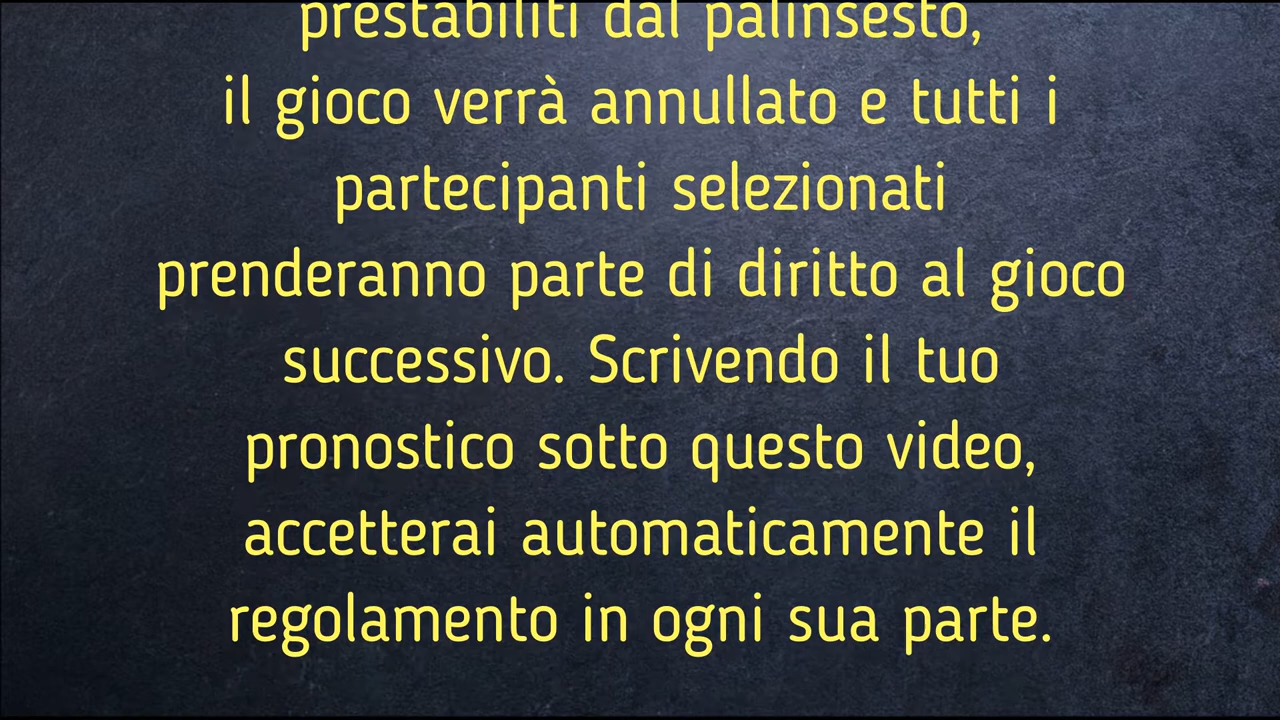 prestabiliti dal palinsesto,
il gioco verrà annullato e tutti i
partecipanti selezionati
prenderanno parte di diritto al gioco
successivo. Scrivendo il tuo
pronostico sotto questo video,
accetterai automaticamente il
regolamento in ogni sua parte.